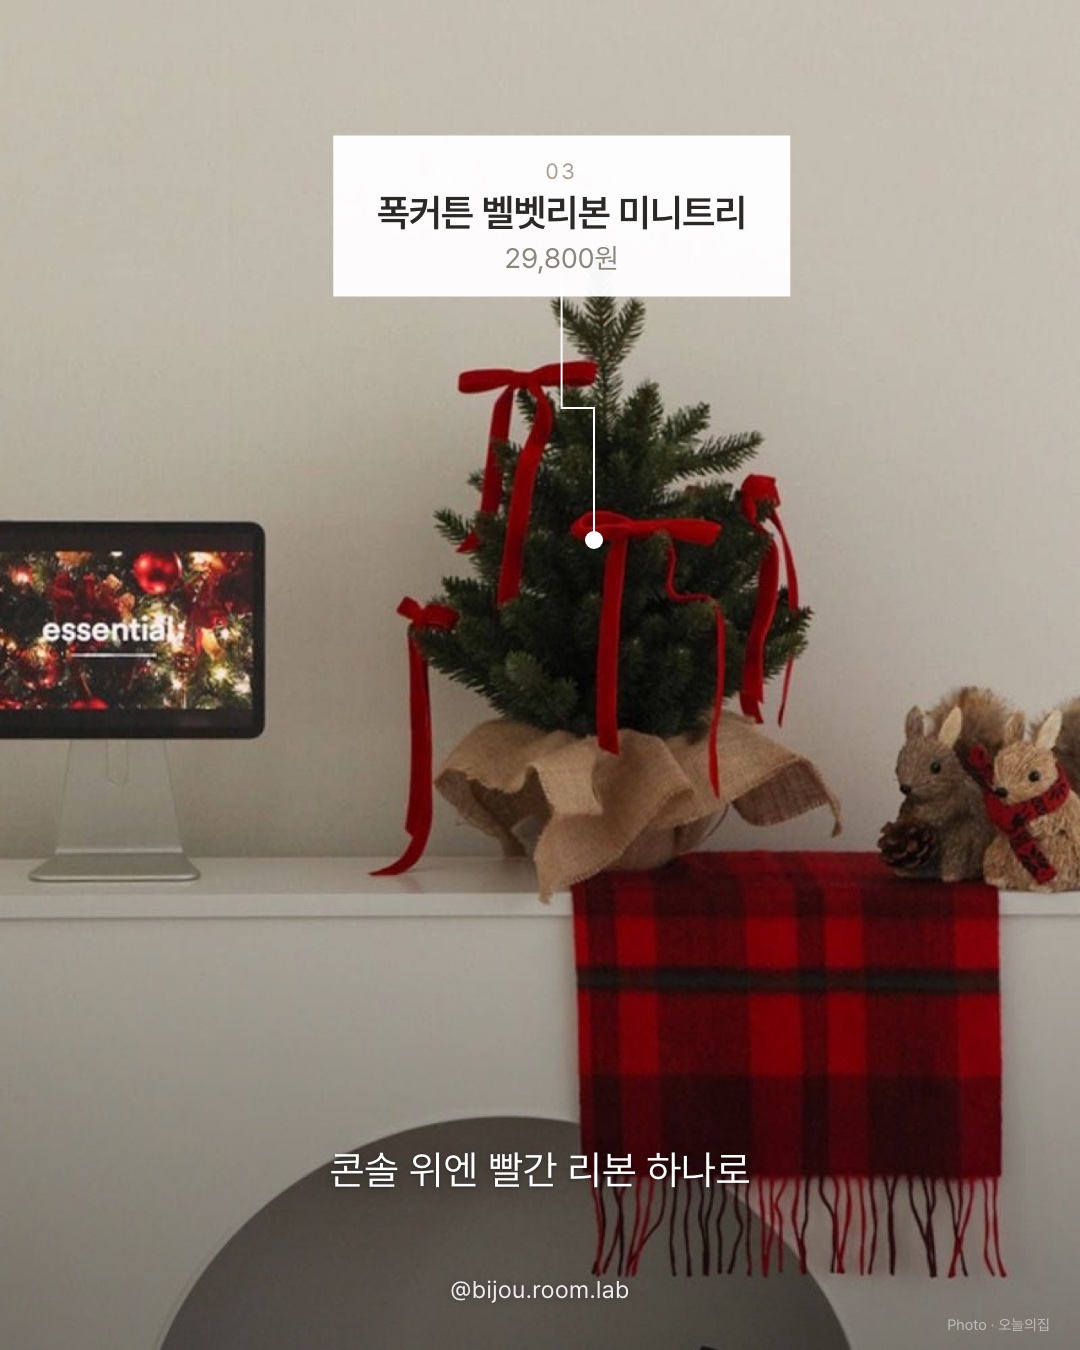 03
폭커튼 벨벳리본 미니트리
29,800원
essential;
콘솔 위엔 빨간 리본 하나로
@bijou.room.lab
Photo · 오늘의집